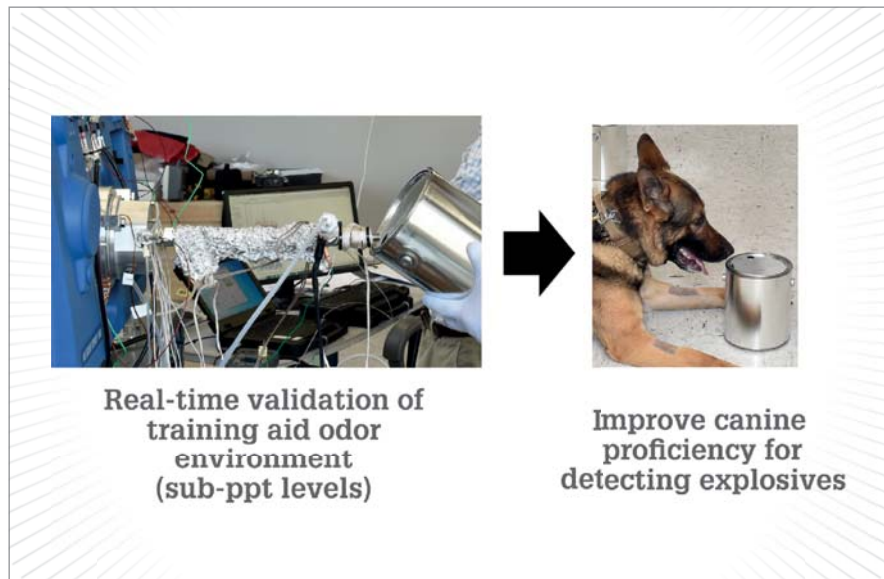 Real-time validation of
training aid odor
environment
(sub-ppt levels)
Improve canine
proficiency for
detecting explosives